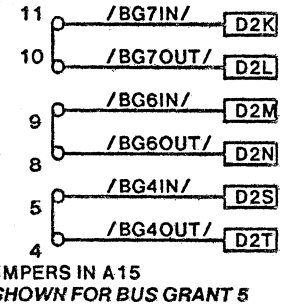 11 /BG7IN/ D2K
10 /BG7OUT/ D2L
9 /BG6IN/ D2M
8 /BG6OUT/ D2N
5 /BG4IN/ D2S
4 /BG4OUT/ D2T
MPERS IN A15
SHOWN FOR BUS GRANT 5